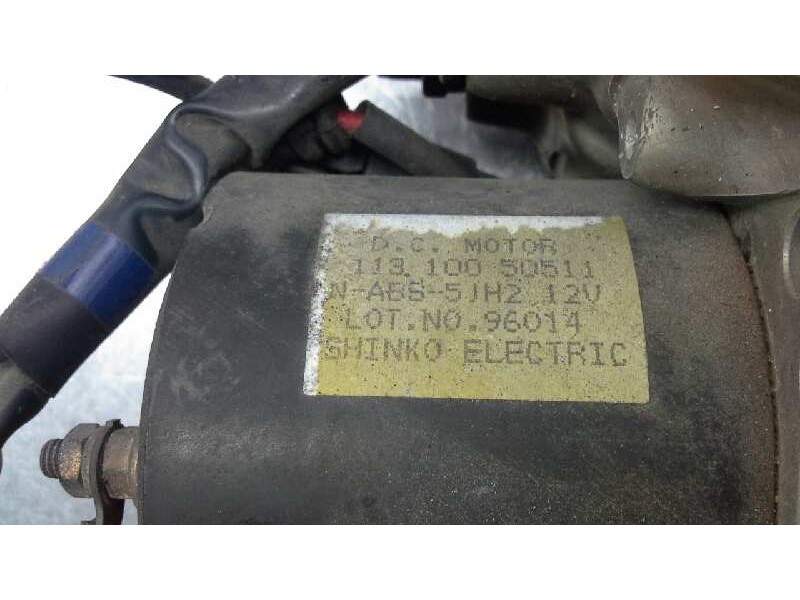 D.C. MOTOR
113 100 50511
W-ABS-5JH2 12V
LOT.NO.96014
SHINKO ELECTRIC